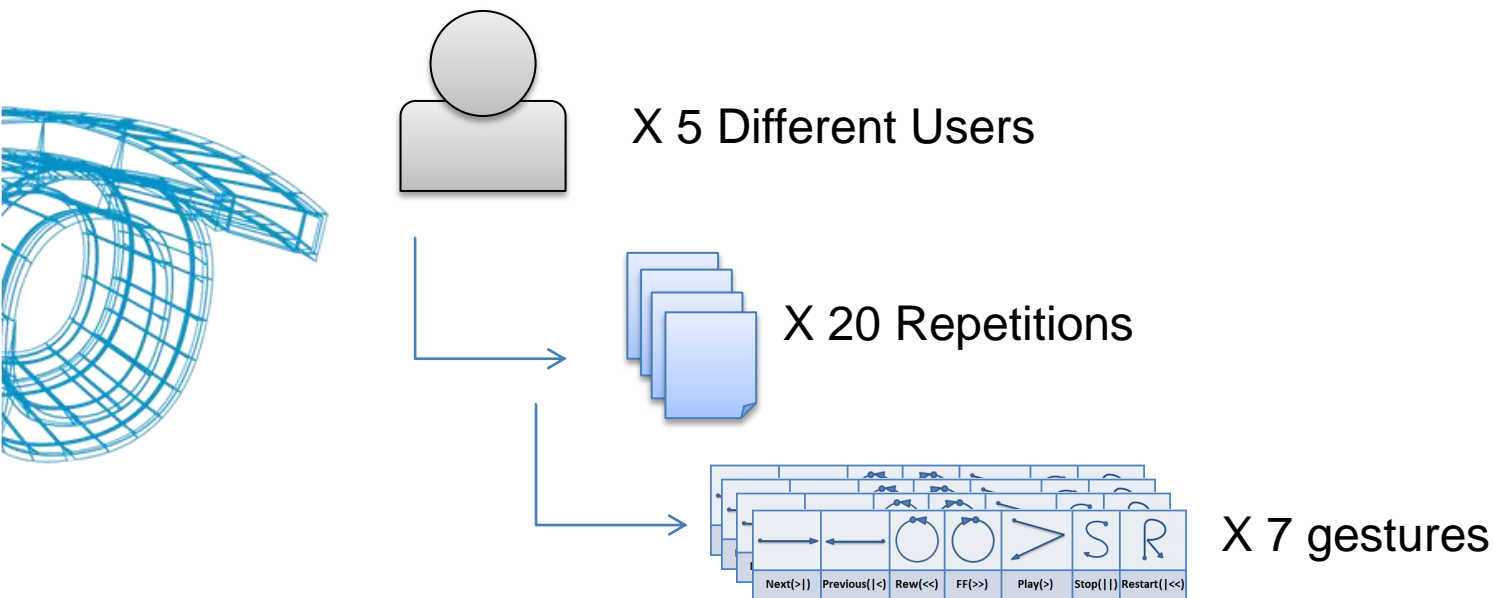 X 5 Different Users
X 20 Repetitions
X 7 gestures
S R
Next(>|) Previous(|<) Rew(<<) FF(>>) Play(>) Stop(||) Restart(|<<)